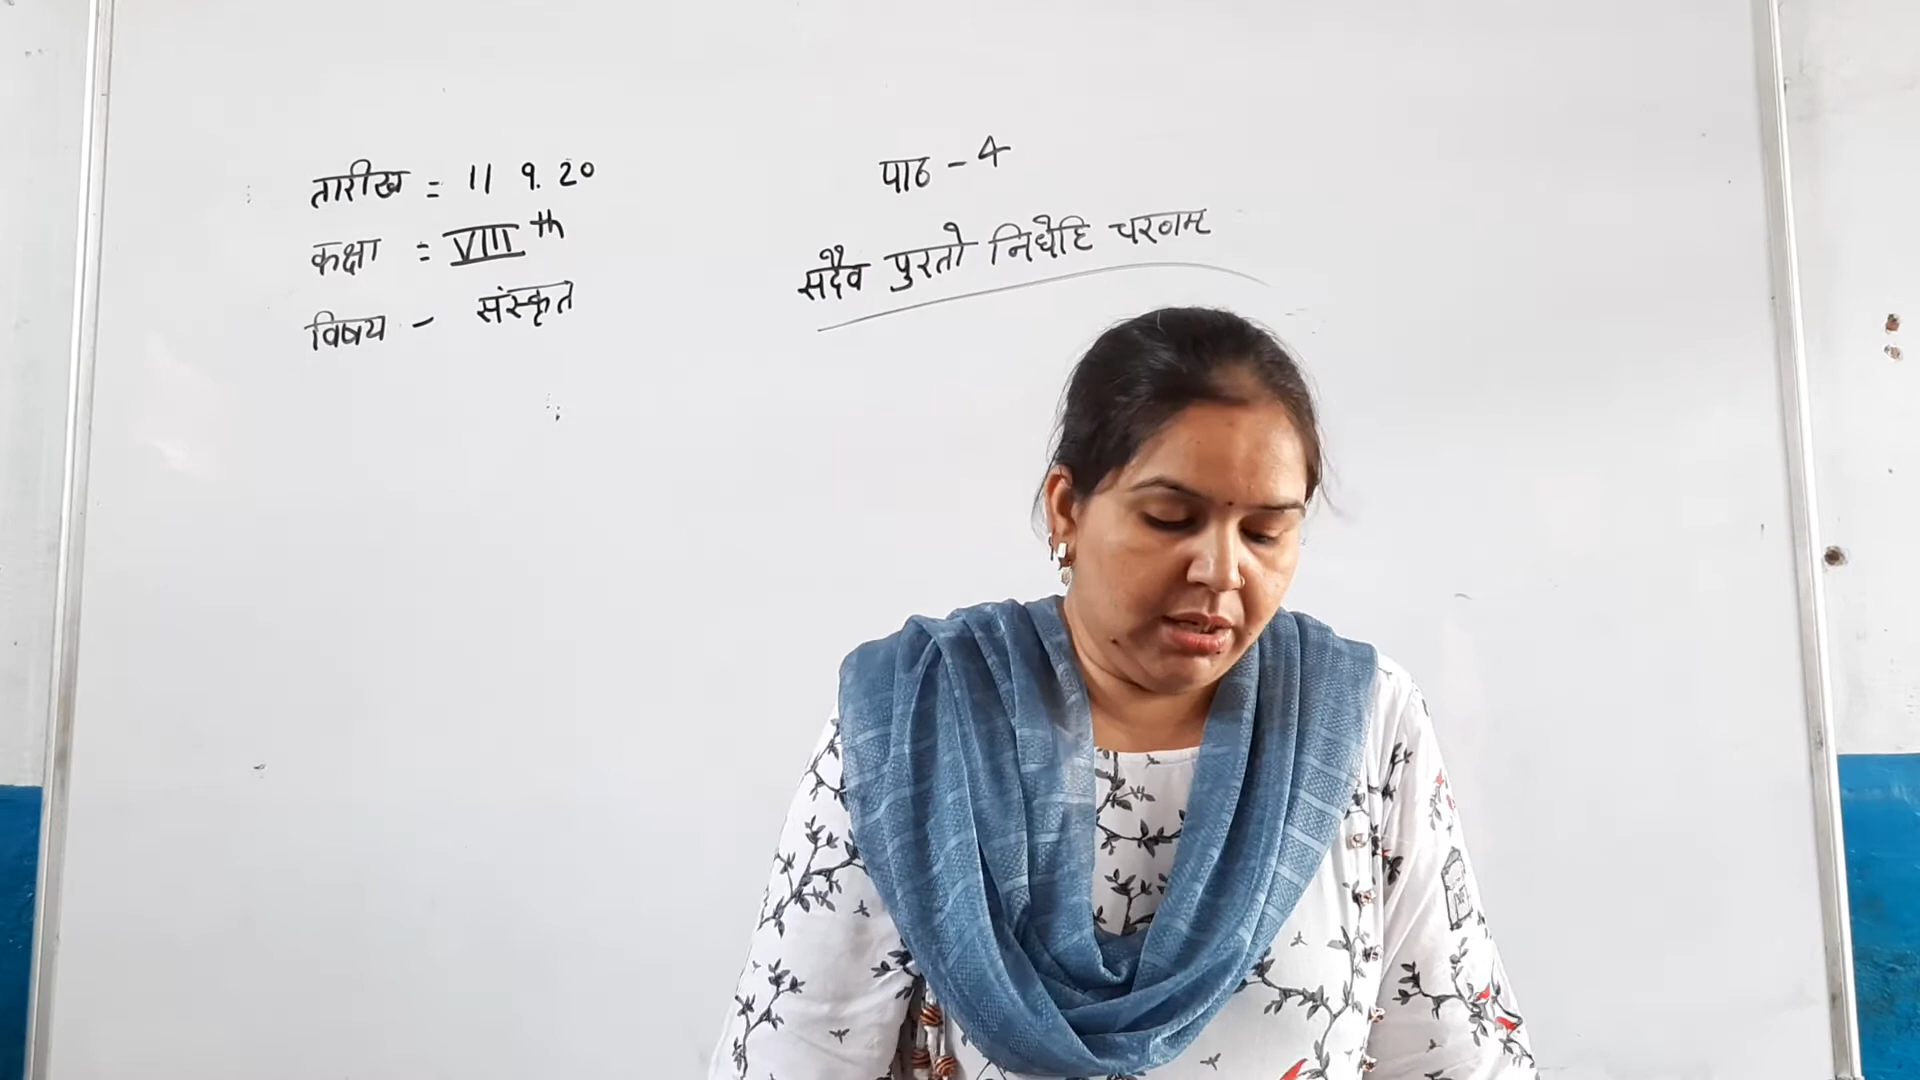 तारीख = 11 9. 20
कक्षा = VIII th
विषय - संस्कृत
पाठ - 4
सदैव पुरतो निधेहि चरणम